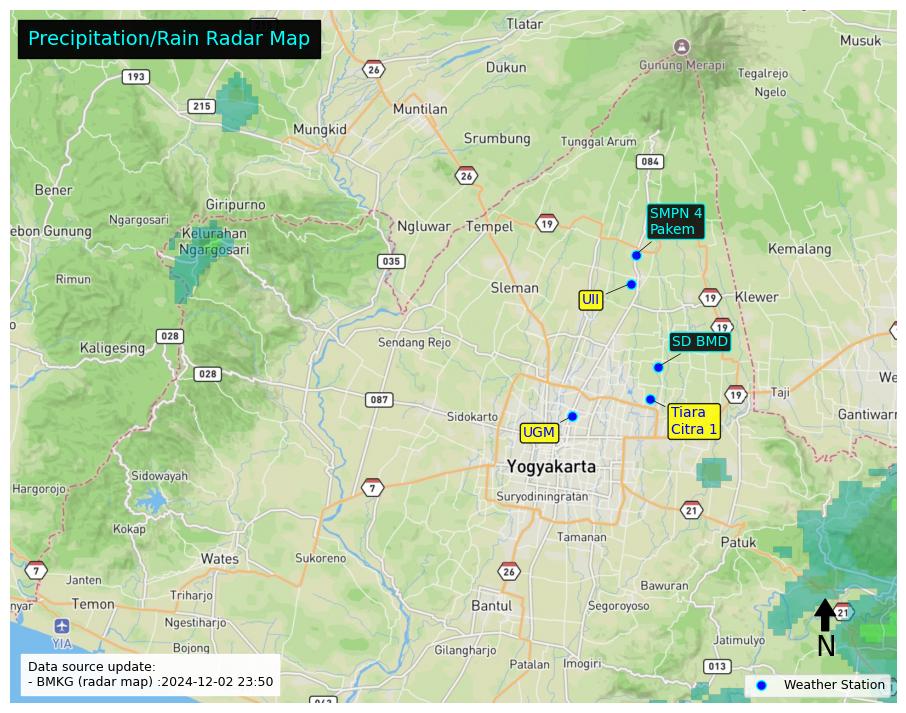 Precipitation/Rain Radar Map
Tlatar
Musuk
26
Dukun
Gunung Merapi
Tegalrejo
193
Ngelo
215
Muntilan
Mungkid
Srumbung
Tunggal Arum
084
26
Bener
Giripurno
SMPN 4
Pakem
Ngargosari
Ngluwar
Tempel
19
ebon Gunung
Kelurahan
Ngargosari
Kemalang
035
Rimun
Sleman
UII
19
Klewer
19
028
Kaligesing
Sendang Rejo
SD BMD
028
We
087
19
Taji
Sidokarto
Tiara
Citra 1
Gantiwarn
UGM
Yogyakarta
Sidowayah
Hargorojo
7
Suryodiningratan
21
Kokap
Tamanan
Patuk
Wates
Sukoreno
7
26
Janten
Bawuran
Triharjo
nyar
Temon
Bantul
Segoroyoso
21
Ngestiharjo
YIA
Jatimulyo
N
Bojong
Gilangharjo
Patalan
Imogiri
013
Data source update:
- BMKG (radar map) :2024-12-02 23:50
Weather Station